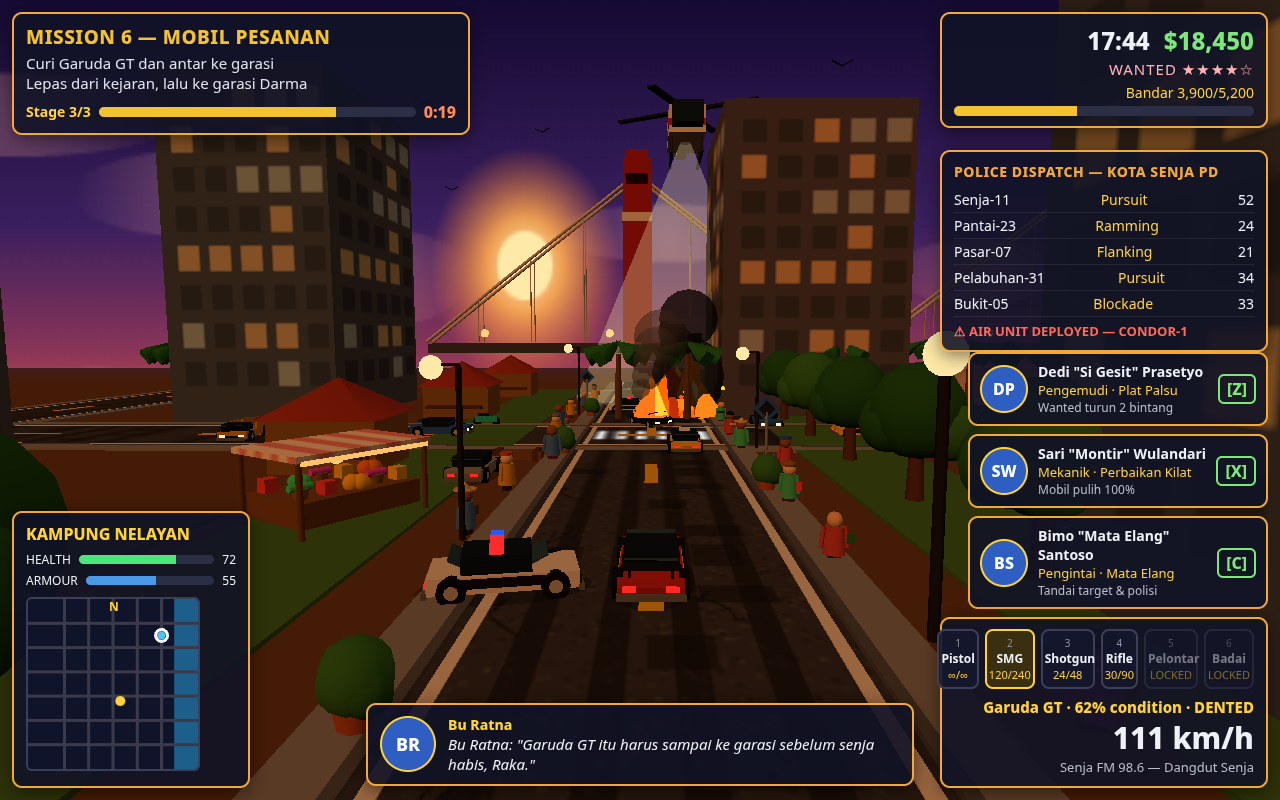 MISSION 6 — MOBIL PESANAN
Curi Garuda GT dan antar ke garasi
Lepas dari kejaran, lalu ke garasi Darma
Stage 3/3 0:19
17:44 $18,450
WANTED ★★★★☆
Bandar 3,900/5,200
POLICE DISPATCH — KOTA SENJA PD
Senja-11 Pursuit 52
Pantai-23 Ramming 24
Pasar-07 Flanking 21
Pelabuhan-31 Pursuit 34
Bukit-05 Blockade 33
⚠ AIR UNIT DEPLOYED — CONDOR-1
DP
Dedi "Si Gesit" Prasetyo
Pengemudi · Plat Palsu
Wanted turun 2 bintang
[Z]
SW
Sari "Montir" Wulandari
Mekanik · Perbaikan Kilat
Mobil pulih 100%
[X]
BS
Bimo "Mata Elang"
Santoso
Pengintai · Mata Elang
Tandai target & polisi
[C]
KAMPUNG NELAYAN
HEALTH 72
ARMOUR 55
N
BR
Bu Ratna
Bu Ratna: "Garuda GT itu harus sampai ke garasi sebelum senja
habis, Raka."
1 2 3 4 5 6
Pistol SMG Shotgun Rifle Pelontar Badai
∞/∞ 120/240 24/48 30/90 LOCKED LOCKED
Garuda GT · 62% condition · DENTED
111 km/h
Senja FM 98.6 — Dangdut Senja